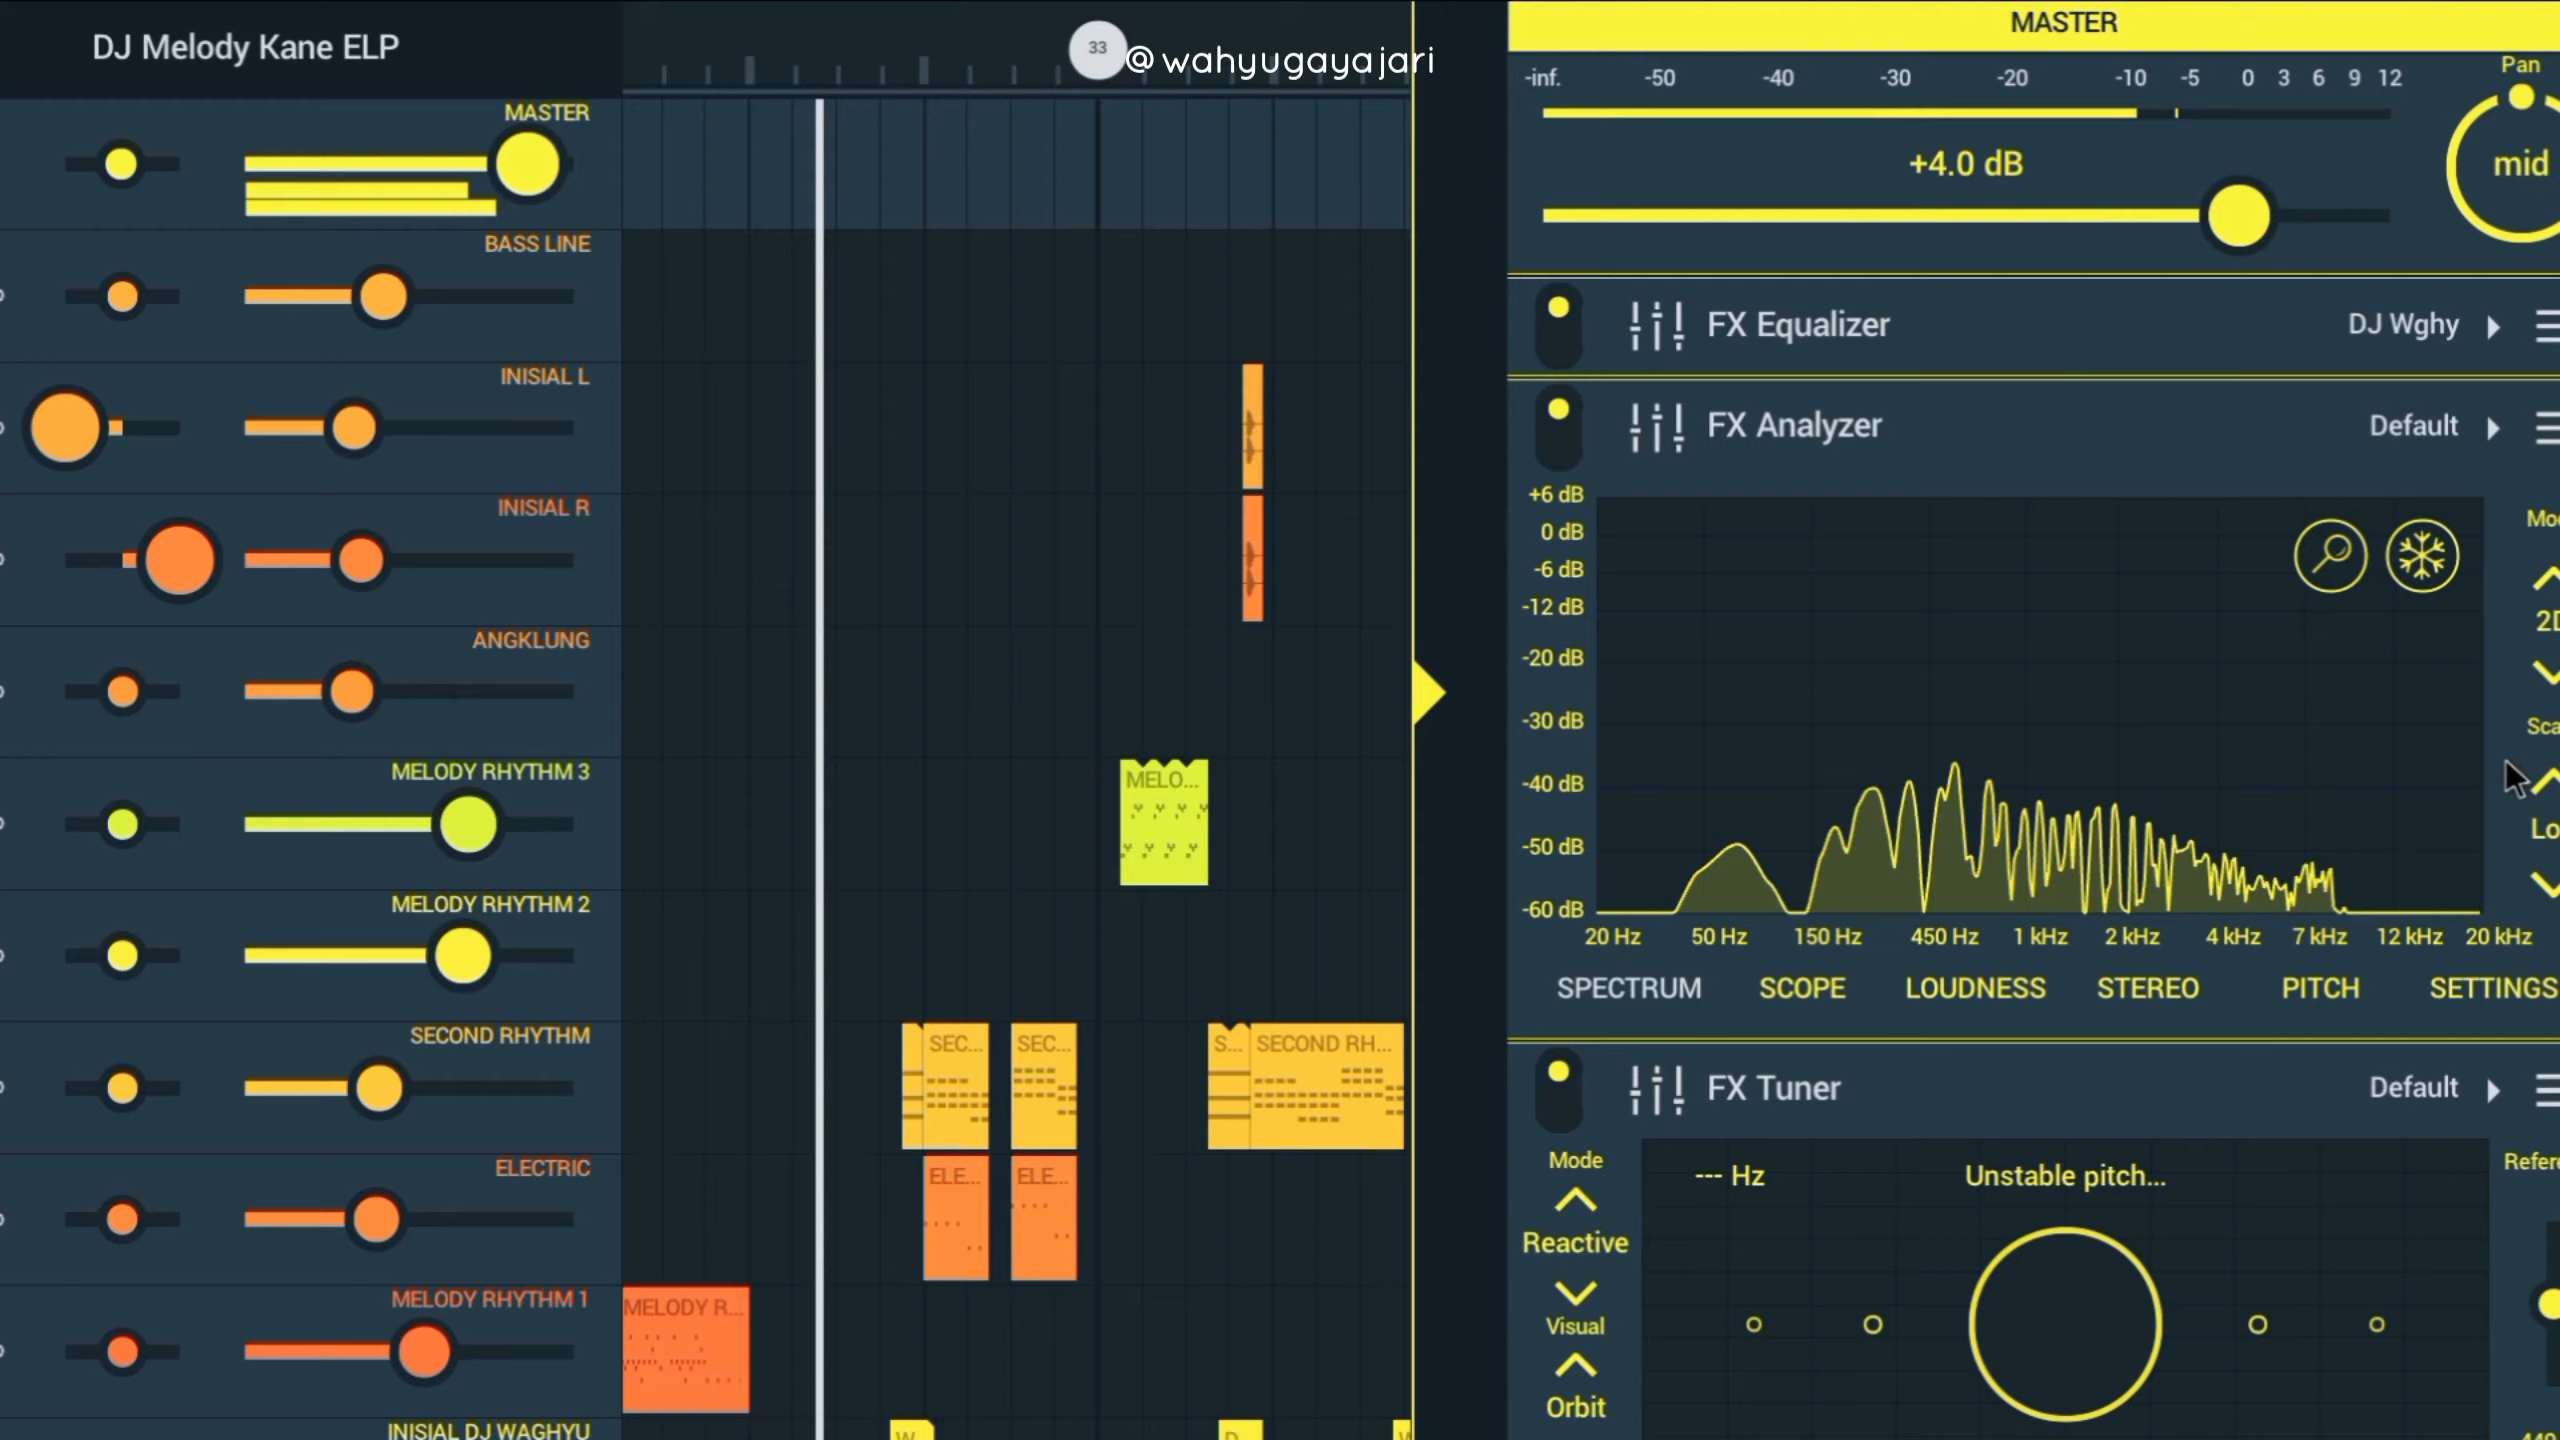 DJ Melody Kane ELP
33
@wahyugayajari
MASTER
BASS LINE
INISIAL L
INISIAL R
ANGKLUNG
MELODY RHYTHM 3
MELODY RHYTHM 2
SECOND RHYTHM
ELECTRIC
MELODY RHYTHM 1
INISIAL DJ WAGHYU
MELO...
SEC...
SEC...
S...
SECOND RH...
ELE...
ELE...
MELODY R...
W
D
MASTER
-inf. -50 -40 -30 -20 -10 -5 0 3 6 9 12
Pan
+4.0 dB
mid
FX Equalizer
DJ Wghy
FX Analyzer
Default
+6 dB
0 dB
-6 dB
-12 dB
-20 dB
-30 dB
-40 dB
-50 dB
-60 dB
20 Hz 50 Hz 150 Hz 450 Hz 1 kHz 2 kHz 4 kHz 7 kHz 12 kHz 20 kHz
SPECTRUM SCOPE LOUDNESS STEREO PITCH SETTINGS
FX Tuner
Default
Mode
Reactive
Visual
Orbit
--- Hz
Unstable pitch...